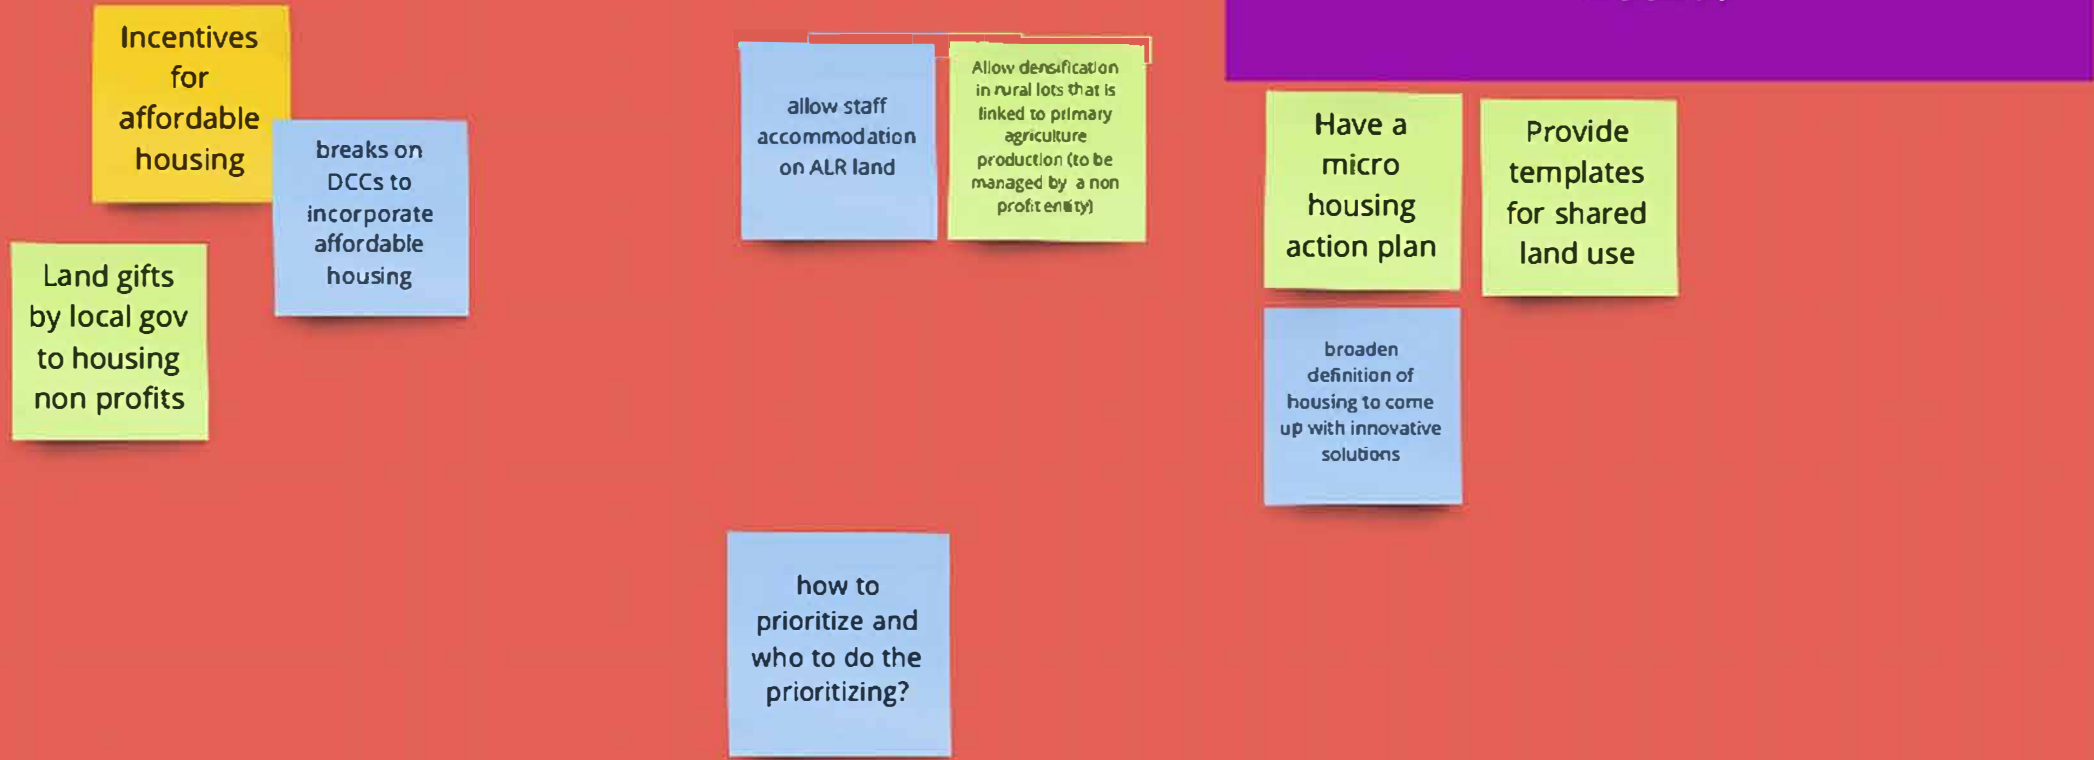 Incentives
for
affordable
housing
breaks on
DCCs to
incorporate
affordable
housing
Land gifts
by local gov
to housing
non profits
allow staff
accommodation
on ALR land
Allow densification
in rural lots that is
linked to primary
agriculture
production (to be
managed by a non
profit entity)
how to
prioritize and
who to do the
prioritizing?
Have a
micro
housing
action plan
Provide
templates
for shared
land use
broaden
definition of
housing to come
up with innovative
solutions